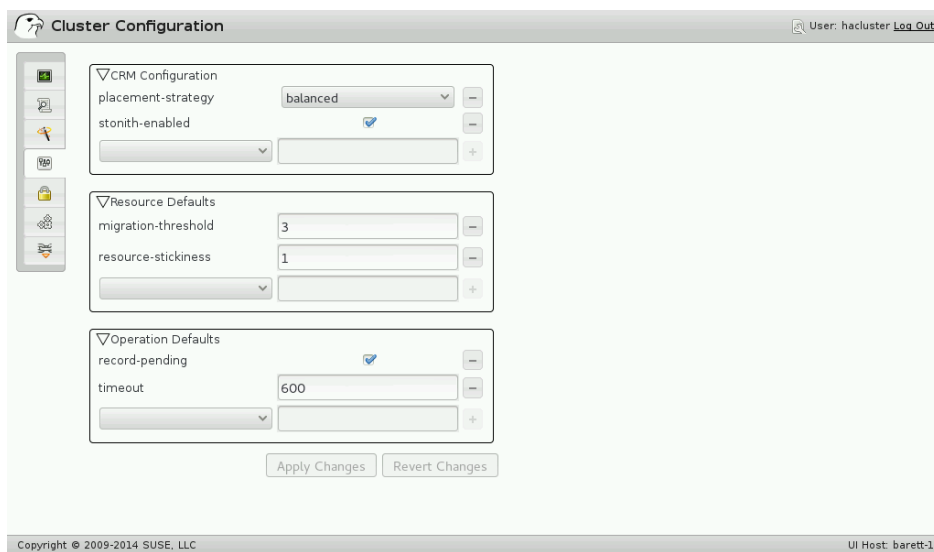 Cluster Configuration
User: hacluster Log Out
▽CRM Configuration
placement-strategy balanced
stonith-enabled
▽Resource Defaults
migration-threshold 3
resource-stickiness 1
▽Operation Defaults
record-pending
timeout 600
Apply Changes Revert Changes
Copyright © 2009-2014 SUSE, LLC UI Host: barett-1